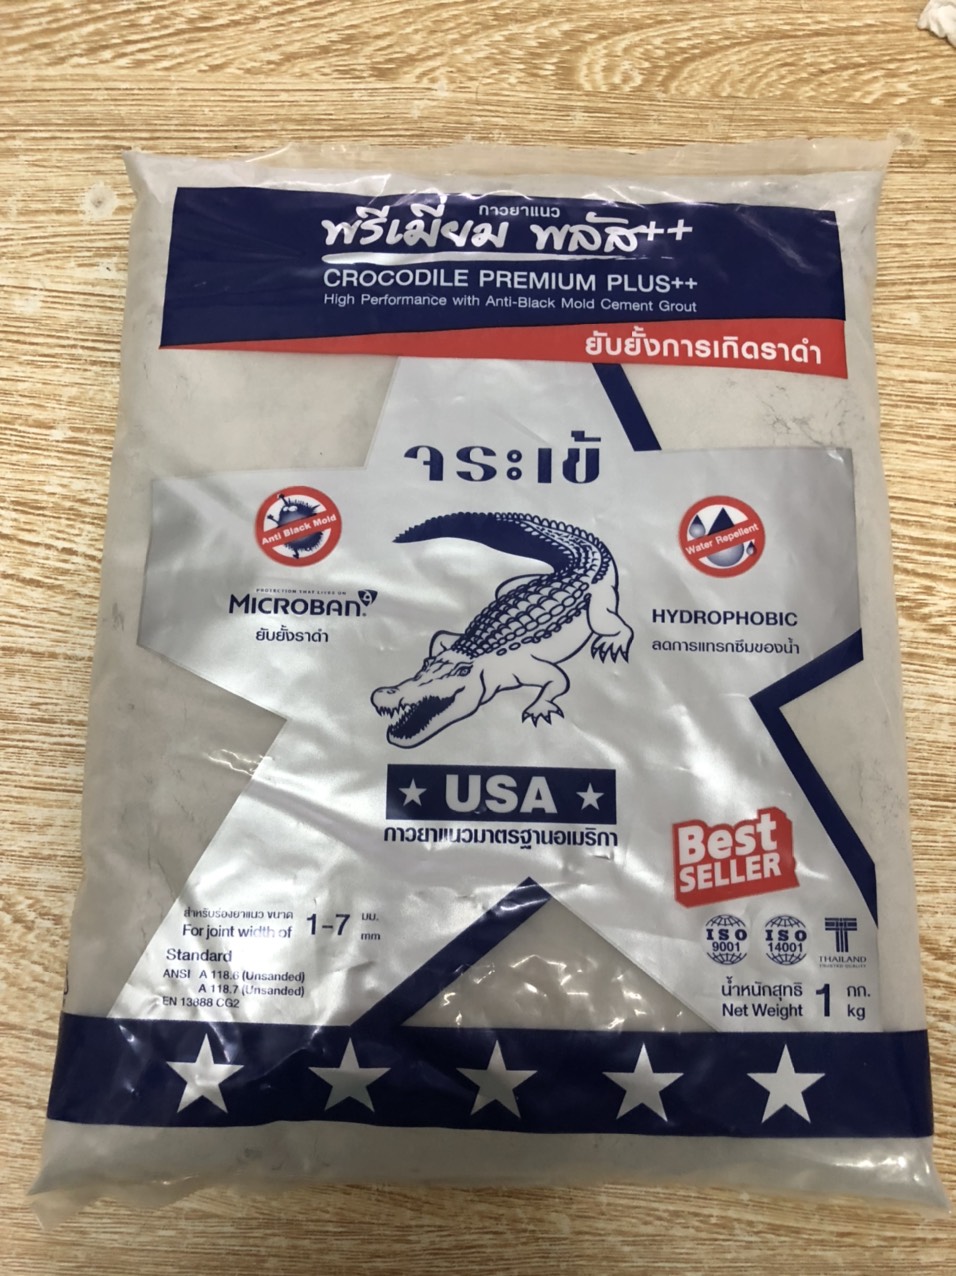 กาวยาแนว
พรีเมี่ยม พลัส++
CROCODILE PREMIUM PLUS++
High Performance with Anti-Black Mold Cement Grout
ยับยั้งการเกิดราดำ
จระเข้
Anti Black Mold
Water Repellent
PROTECTION THAT LIVES ON
MICROBAN®
ยับยั้งราดำ
HYDROPHOBIC
ลดการแทรกซึมของน้ำ
USA
กาวยาแนวมาตรฐานอเมริกา
Best
SELLER
สำหรับร่องยาแนว ขนาด 1-7 มม.
For joint width of mm
Standard
ANSI A 118.6 (Unsanded)
A 118.7 (Unsanded)
EN 13888 CG2
ISO
9001
ISO
14001
THAILAND
TRUSTED QUALITY
น้ำหนักสุทธิ 1 กก.
Net Weight kg